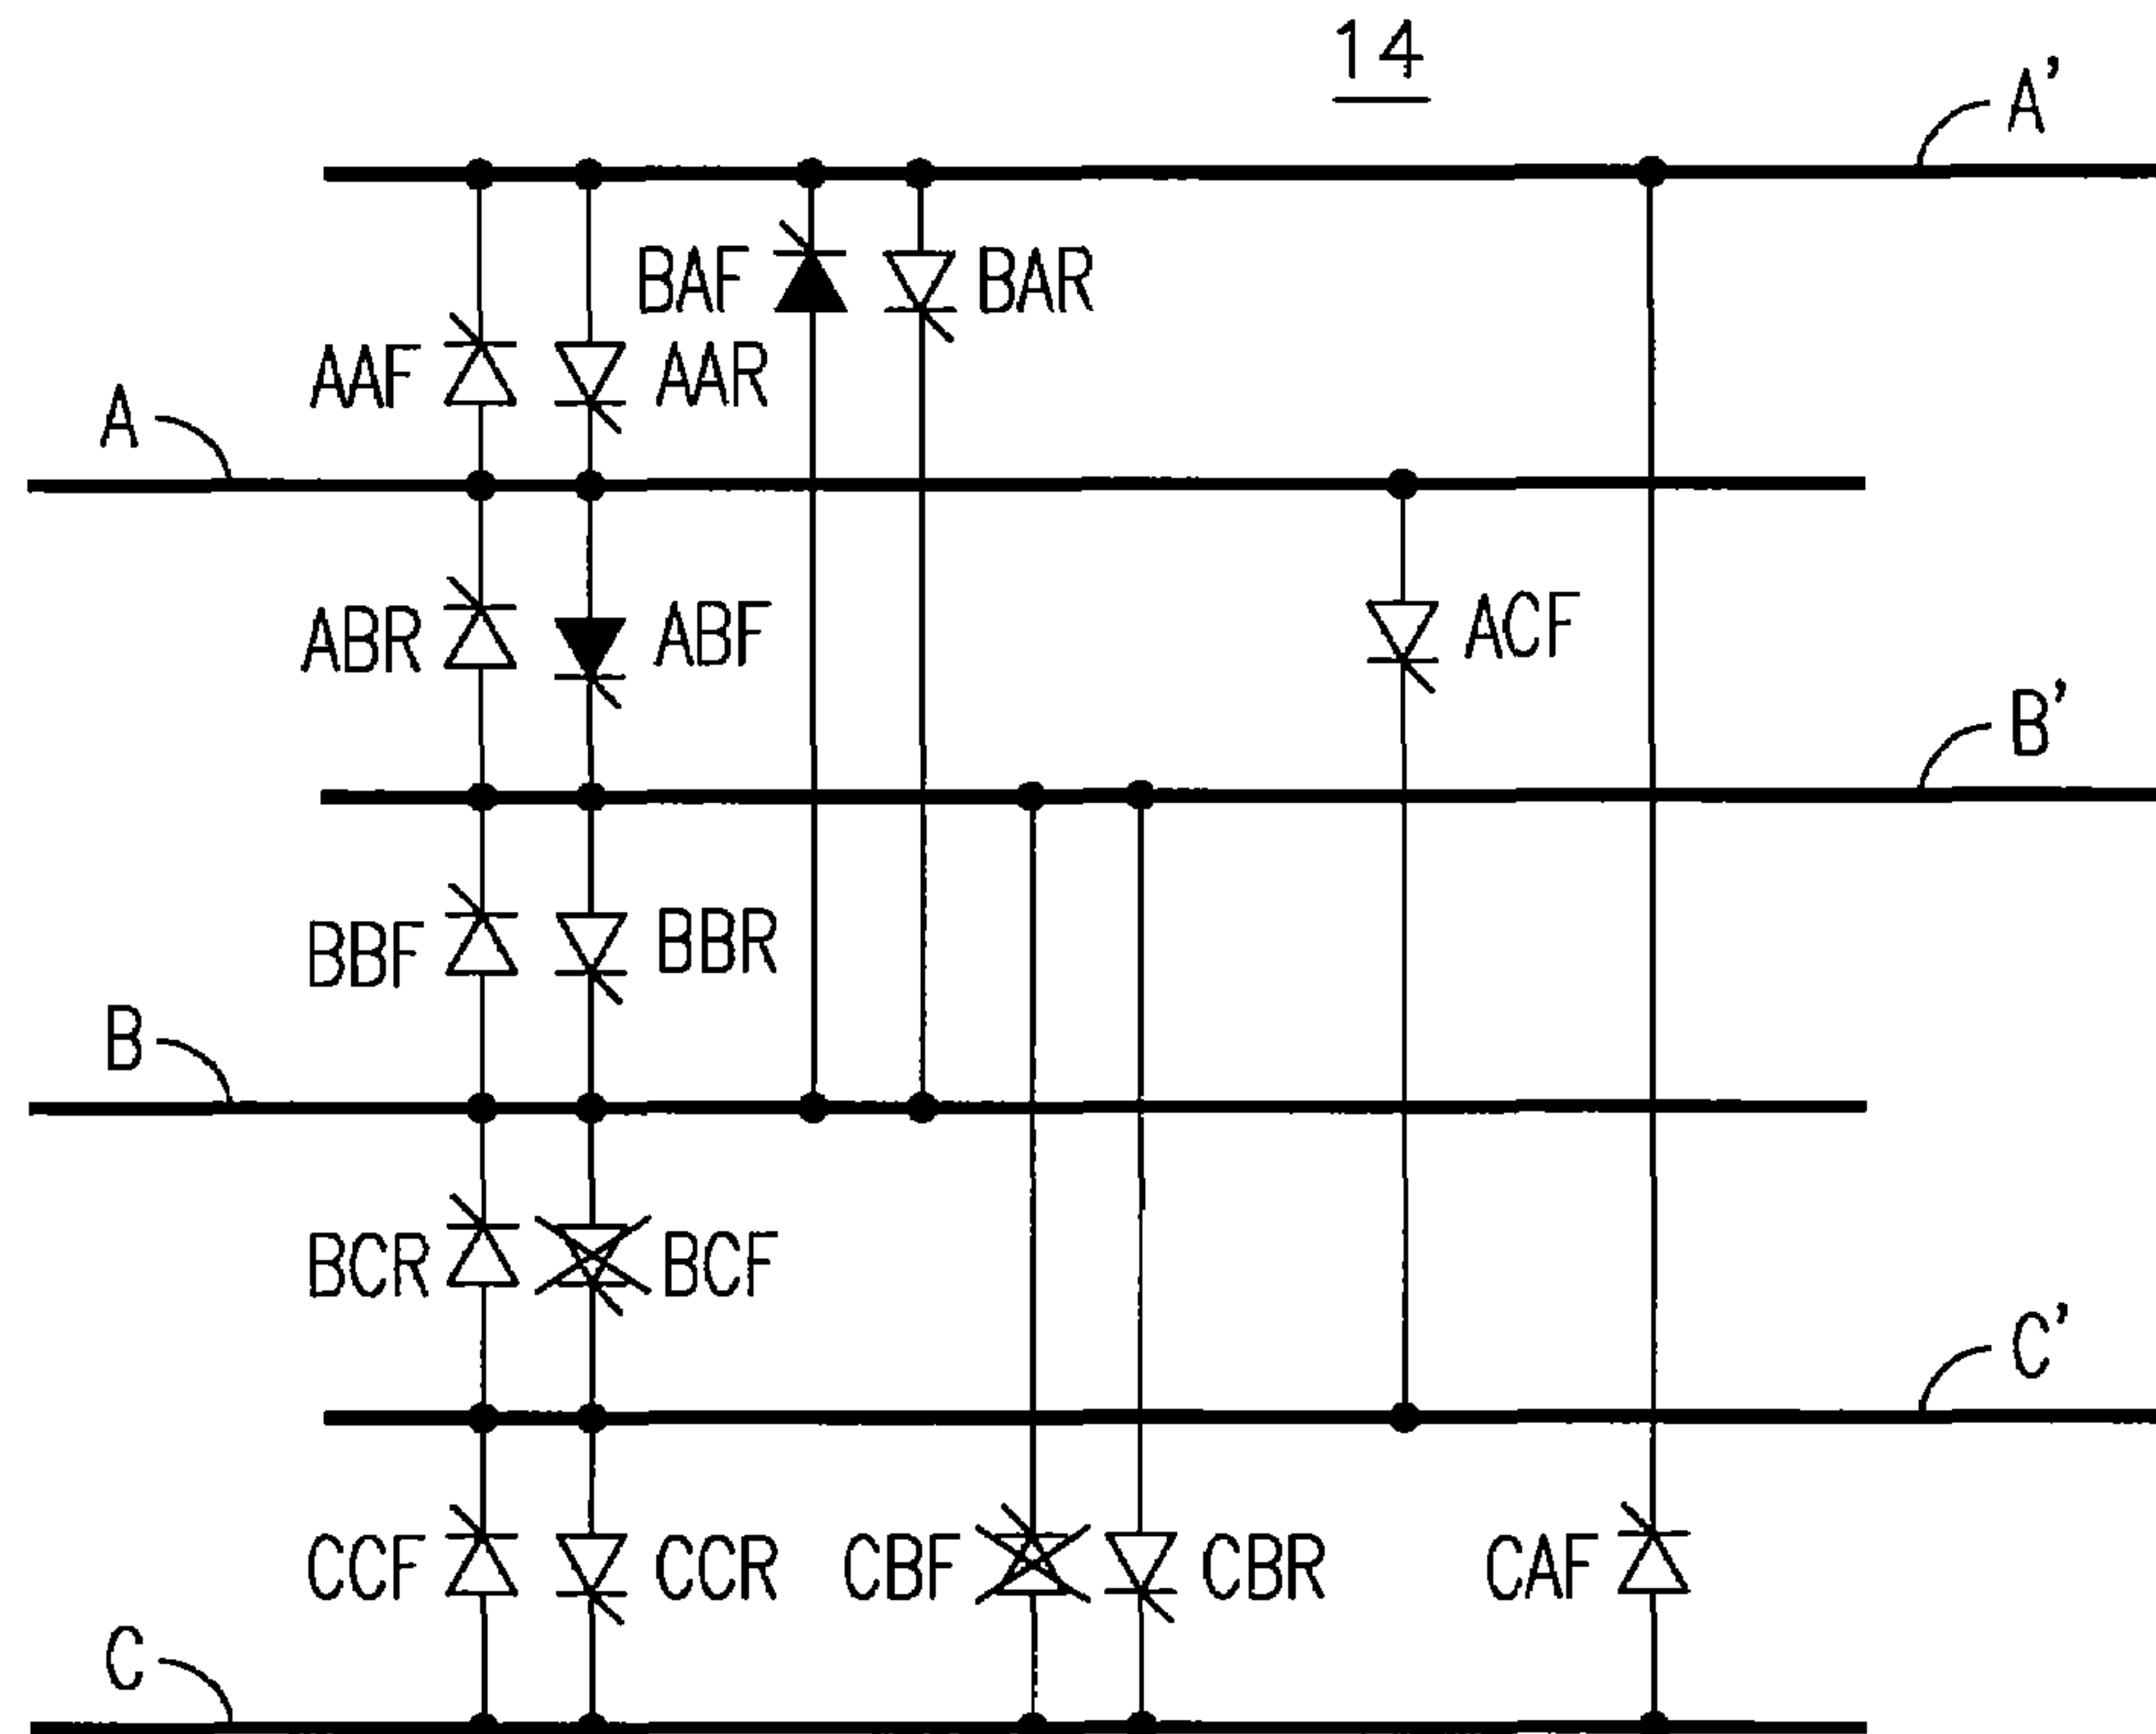 14
A'
BAF BAR
AAF AAR
A
ABR ABF ACF
B'
BBF BBR
B
BCR BCF
C'
CCF CCR CBF CBR CAF
C